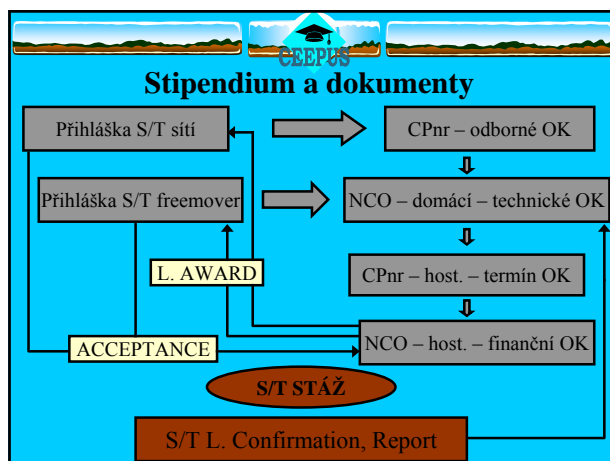 CEEPUS
Stipendium a dokumenty
Přihláška S/T sítí
CPnr – odborné OK
Přihláška S/T freemover
NCO – domácí – technické OK
L. AWARD
CPnr – host. – termín OK
ACCEPTANCE
NCO – host. – finanční OK
S/T STÁŽ
S/T L. Confirmation, Report